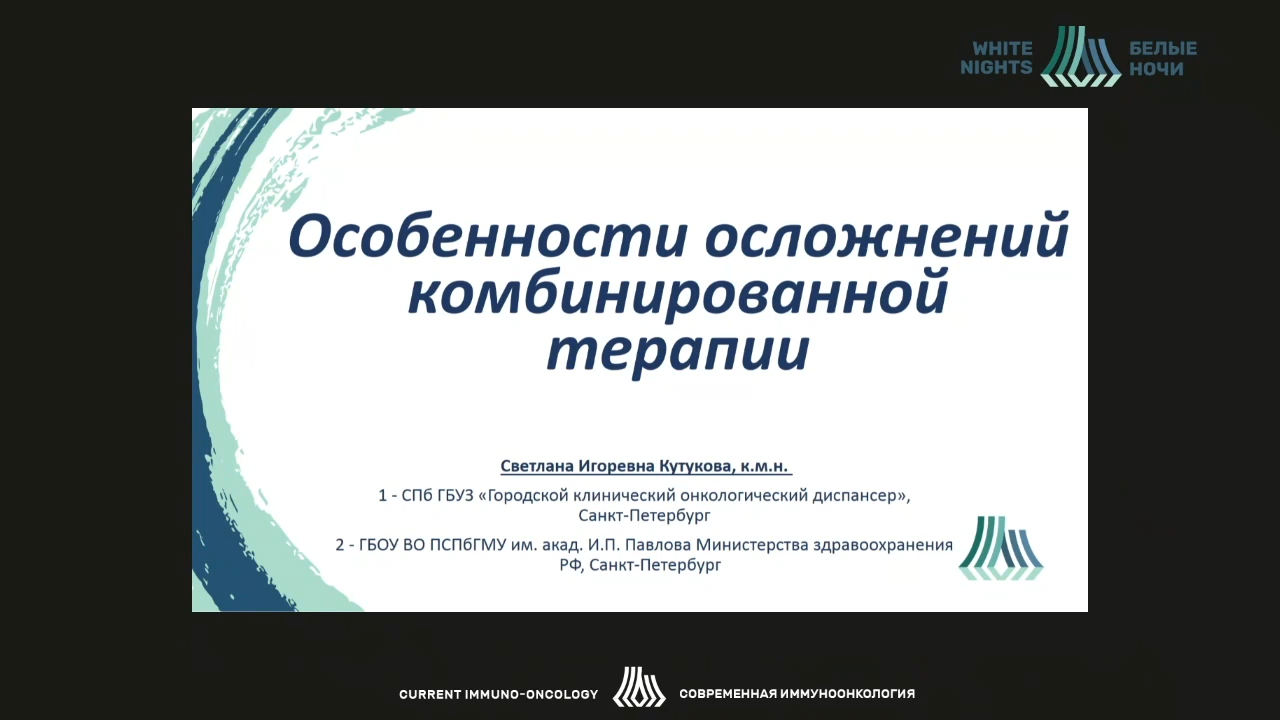 WHITE
NIGHTS
БЕЛЫЕ
НОЧИ
Особенности осложнений
комбинированной
терапии
Светлана Игоревна Кутукова, к.м.н.
1 - СПб ГБУЗ «Городской клинический онкологический диспансер»,
Санкт-Петербург
2 - ГБОУ ВО ПСПбГМУ им. акад. И.П. Павлова Министерства здравоохранения
РФ, Санкт-Петербург
CURRENT IMMUNO-ONCOLOGY
СОВРЕМЕННАЯ ИММУНООНКОЛОГИЯ